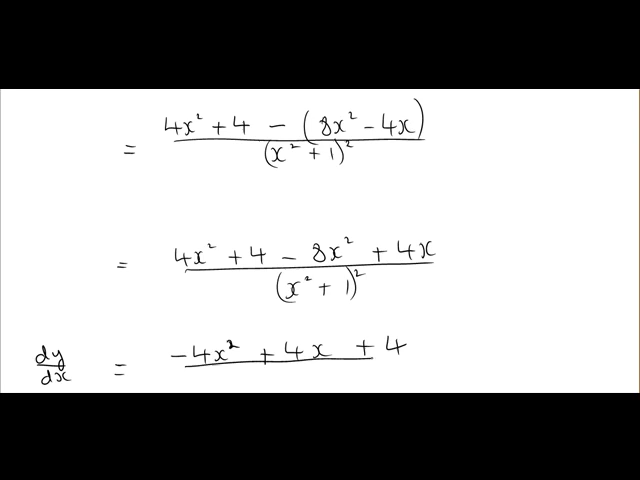 = 4x² + 4 - (8x² - 4x)
(x² + 1)²
= 4x² + 4 - 8x² + 4x
(x² + 1)²
dy/dx = -4x² + 4x + 4